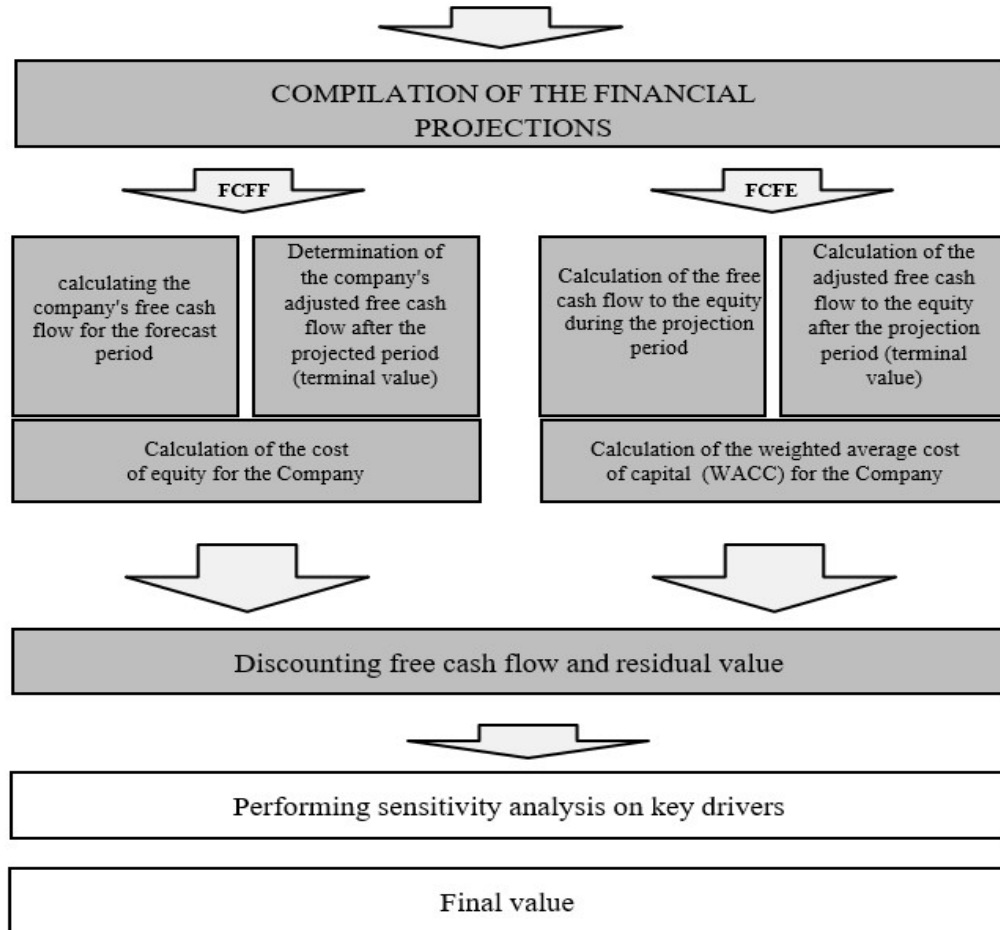 COMPILATION OF THE FINANCIAL
PROJECTIONS
FCFF
FCFE
calculating the
company's free cash
flow for the forecast
period
Determination of
the company's
adjusted free cash
flow after the
projected period
(terminal value)
Calculation of the free
cash flow to the equity
during the projection
period
Calculation of the
adjusted free cash
flow to the equity
after the projection
period (terminal
value)
Calculation of the cost
of equity for the Company
Calculation of the weighted average cost
of capital (WACC) for the Company
Discounting free cash flow and residual value
Performing sensitivity analysis on key drivers
Final value